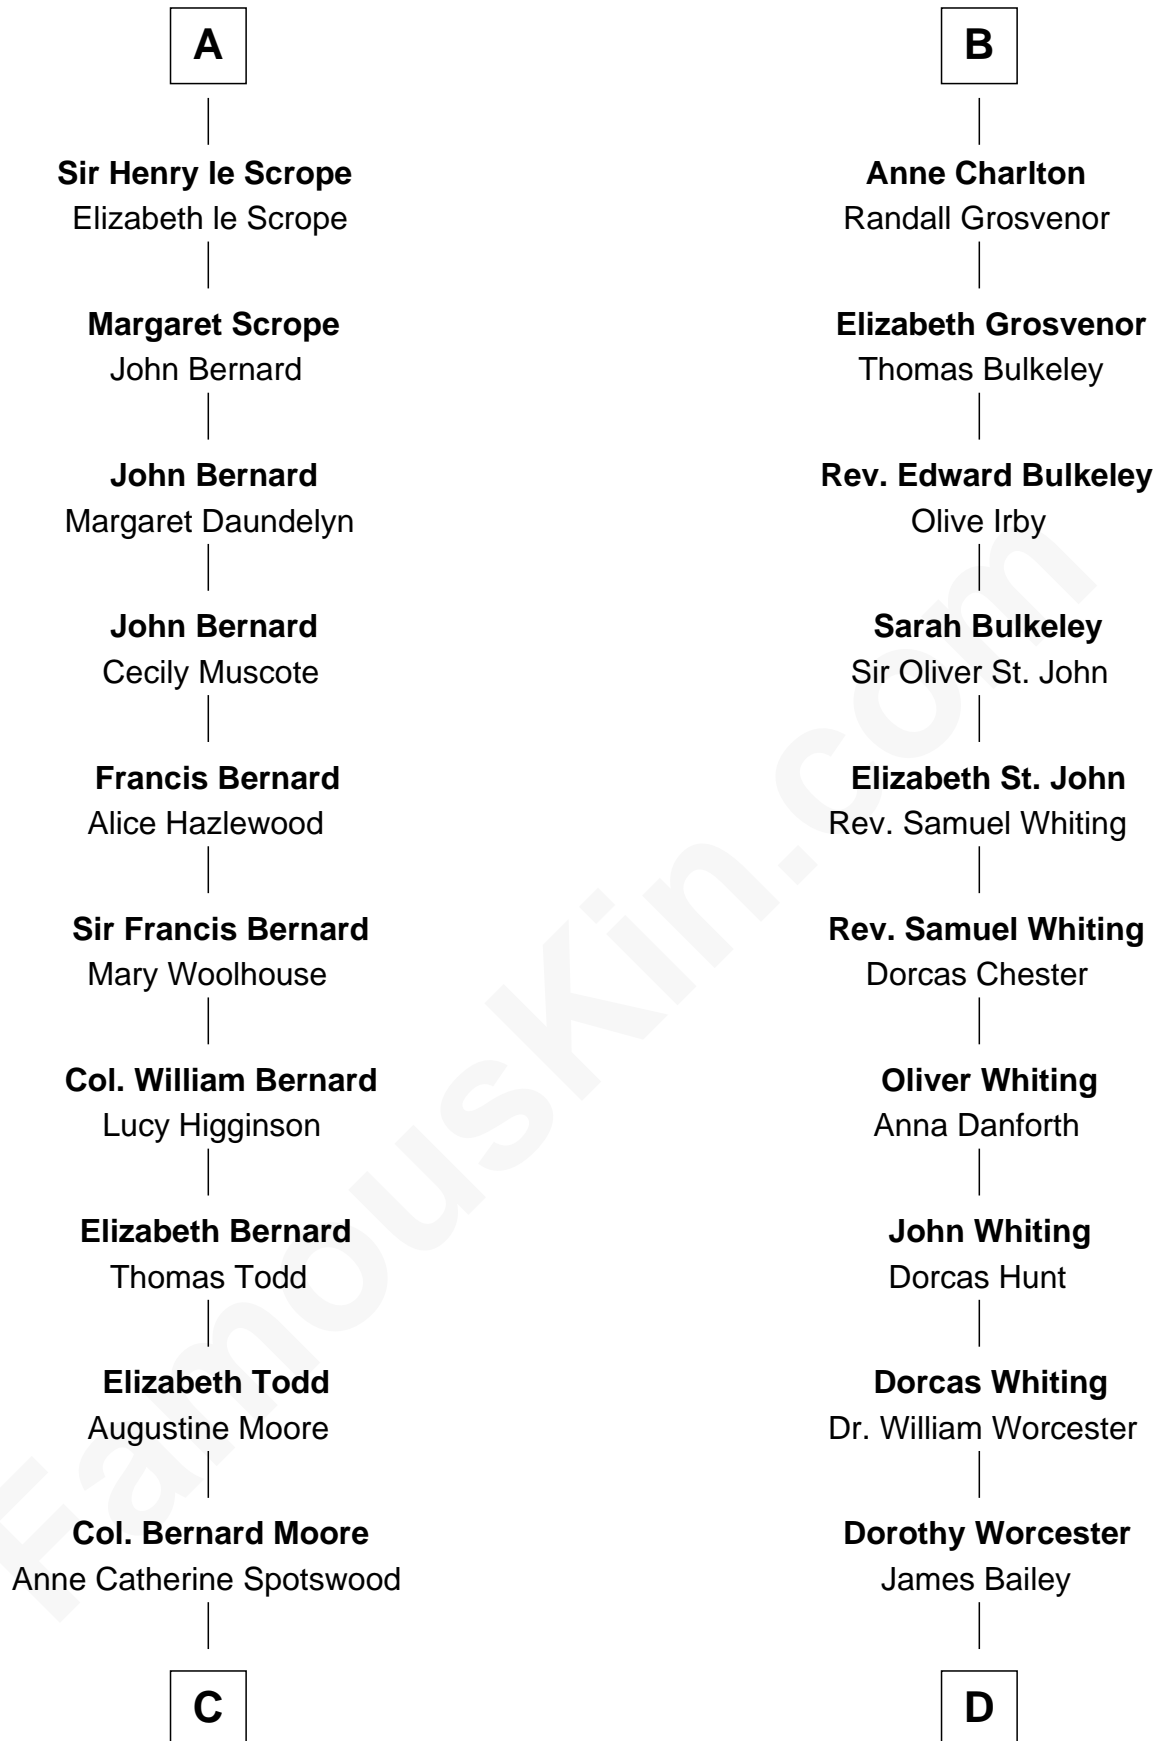 A
Sir Henry le Scrope
Elizabeth le Scrope
Margaret Scrope
John Bernard
John Bernard
Margaret Daundelyn
John Bernard
Cecily Muscote
Francis Bernard
Alice Hazlewood
Sir Francis Bernard
Mary Woolhouse
Col. William Bernard
Lucy Higginson
Elizabeth Bernard
Thomas Todd
Elizabeth Todd
Augustine Moore
Col. Bernard Moore
Anne Catherine Spotswood
C
B
Anne Charlton
Randall Grosvenor
Elizabeth Grosvenor
Thomas Bulkeley
Rev. Edward Bulkeley
Olive Irby
Sarah Bulkeley
Sir Oliver St. John
Elizabeth St. John
Rev. Samuel Whiting
Rev. Samuel Whiting
Dorcas Chester
Oliver Whiting
Anna Danforth
John Whiting
Dorcas Hunt
Dorcas Whiting
Dr. William Worcester
Dorothy Worcester
James Bailey
D
FamousKin.com